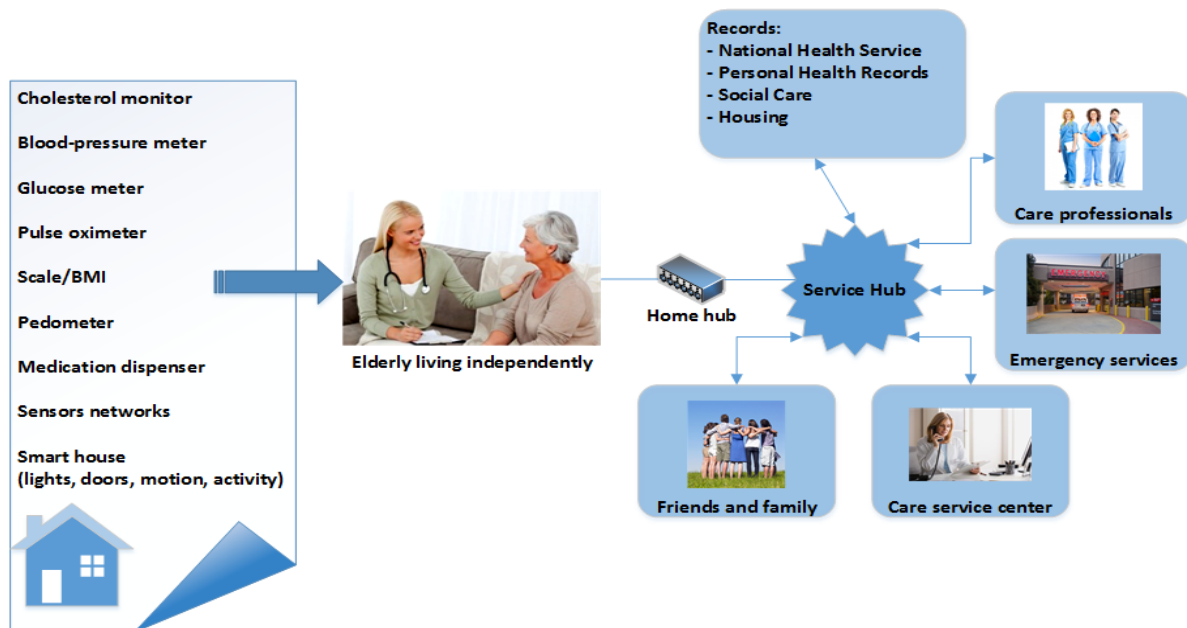 Cholesterol monitor
Blood-pressure meter
Glucose meter
Pulse oximeter
Scale/BMI
Pedometer
Medication dispenser
Sensors networks
Smart house
(lights, doors, motion, activity)
Elderly living independently
Home hub
Service Hub
Records:
- National Health Service
- Personal Health Records
- Social Care
- Housing
Care professionals
EMERGENCY
Emergency services
Friends and family
Care service center